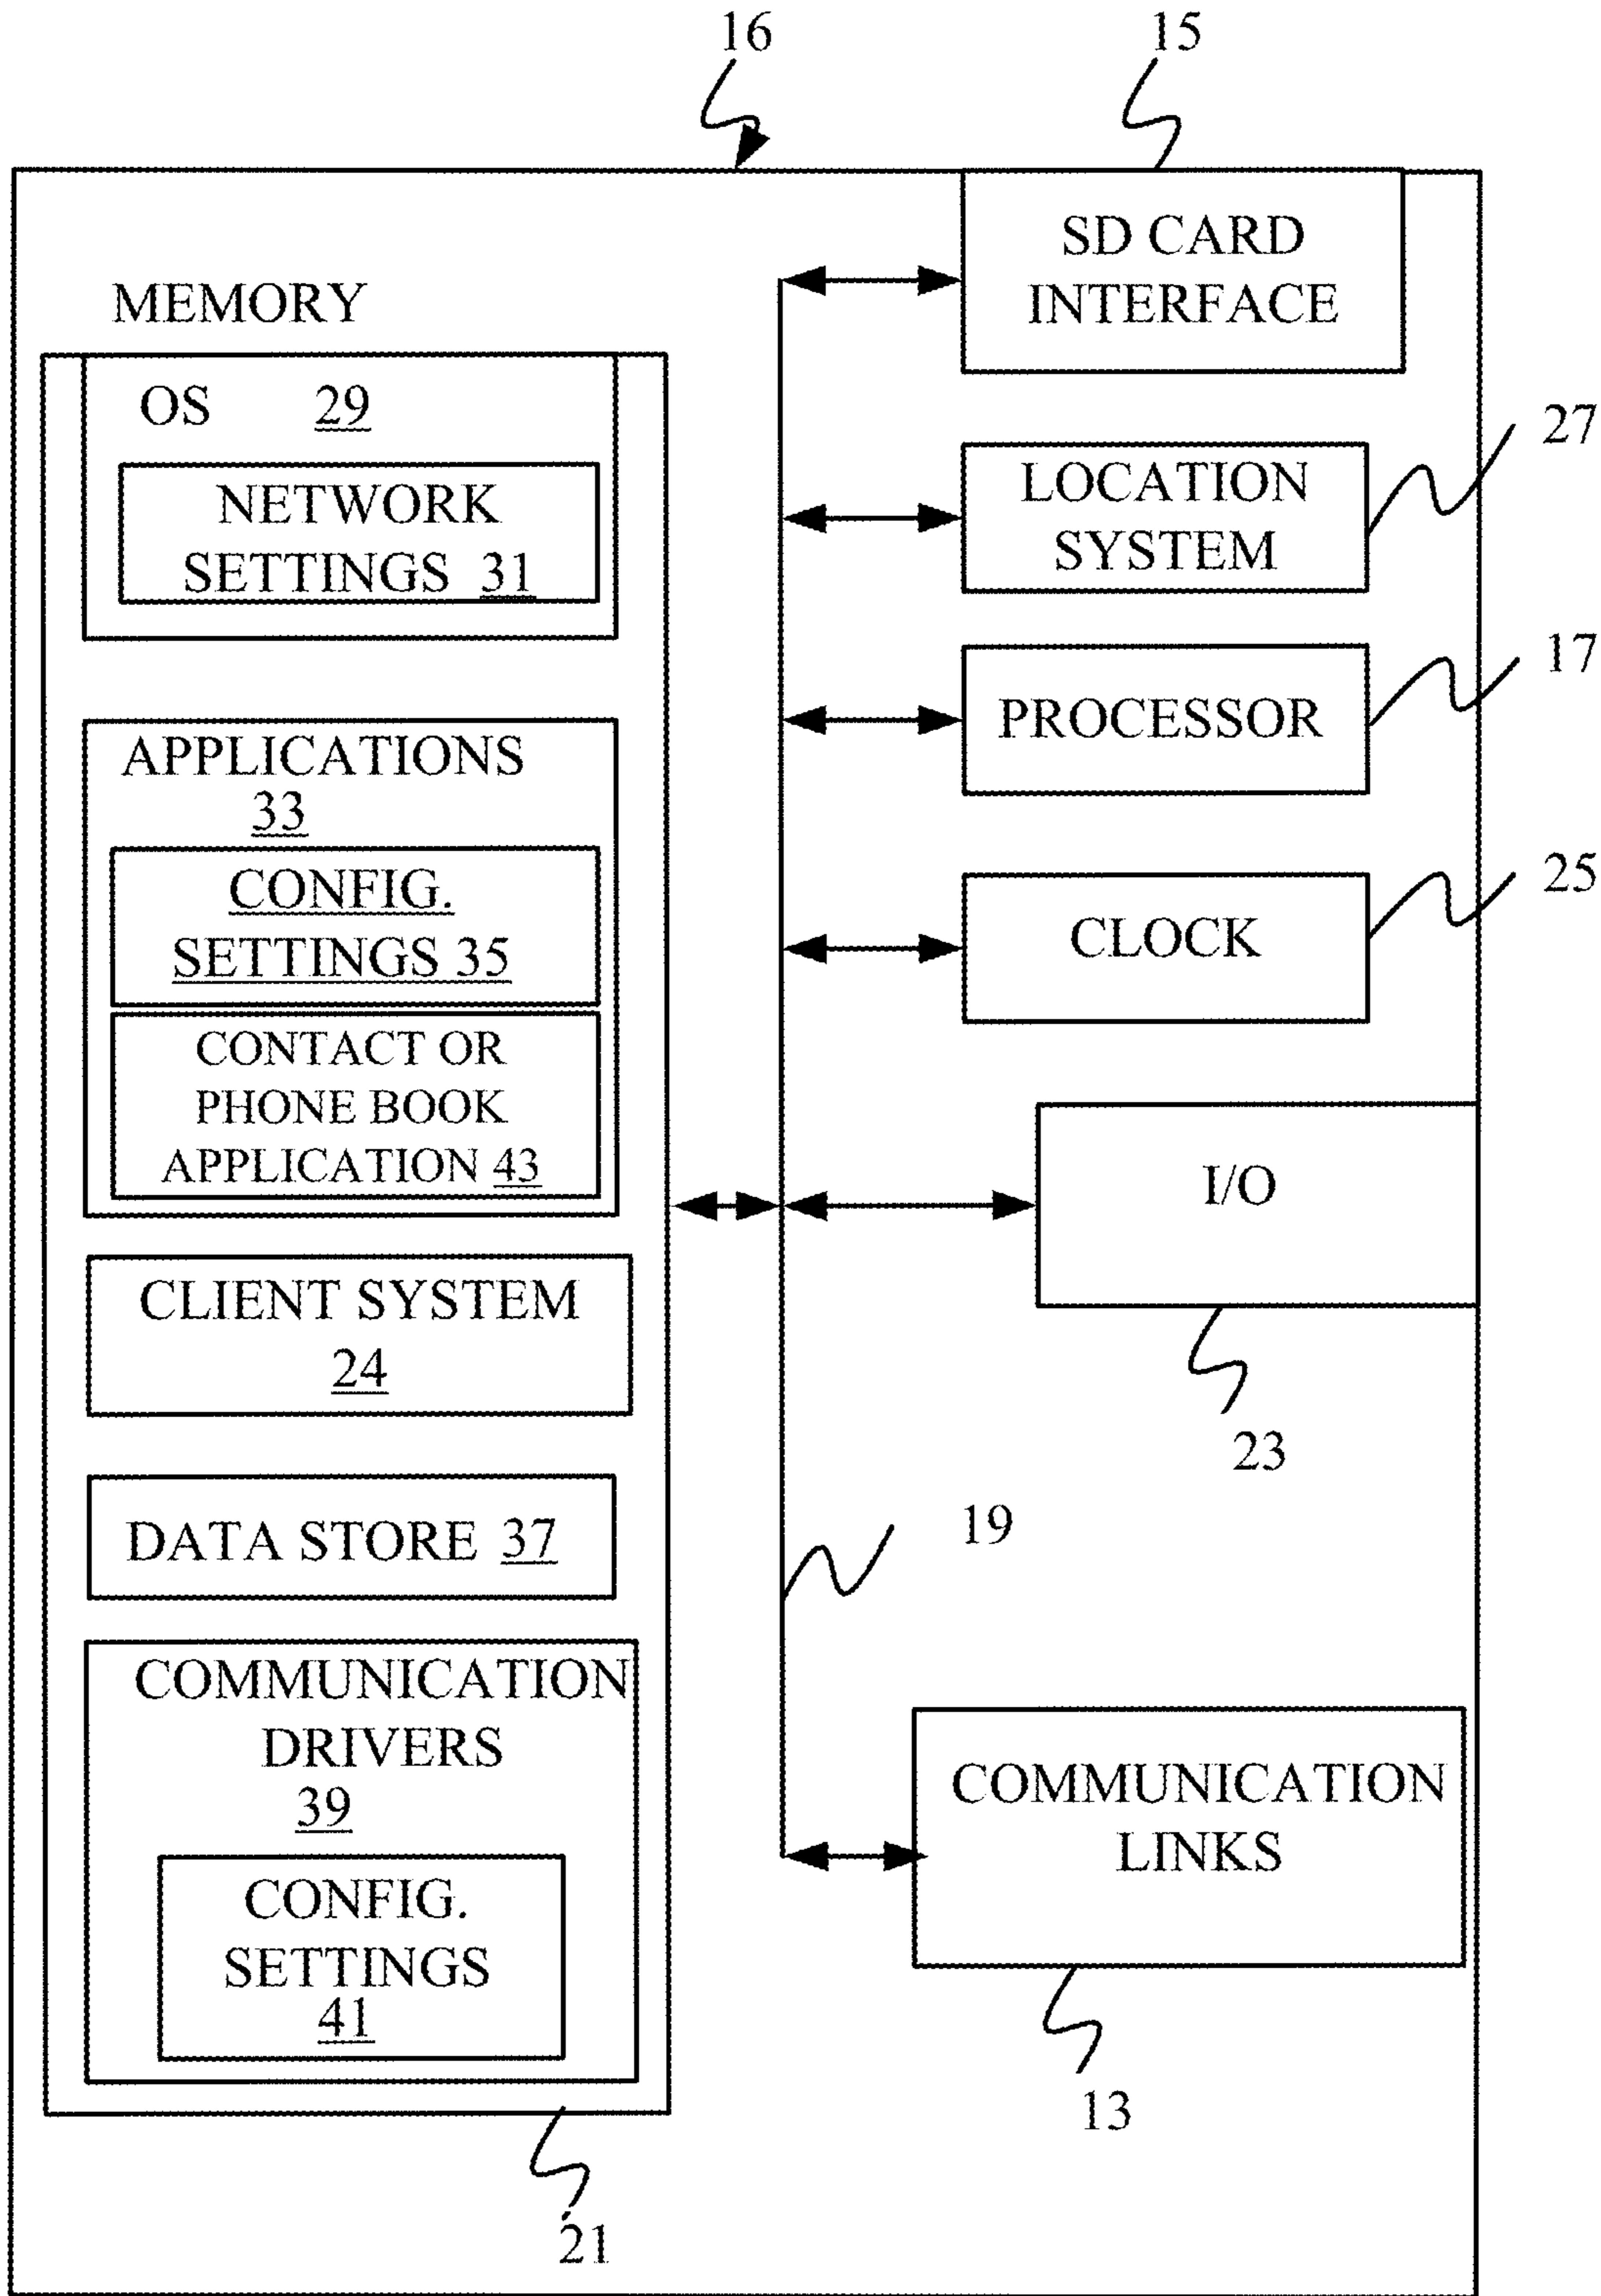 16
15
MEMORY
OS 29
NETWORK
SETTINGS 31
APPLICATIONS
33
CONFIG.
SETTINGS 35
CONTACT OR
PHONE BOOK
APPLICATION 43
CLIENT SYSTEM
24
DATA STORE 37
COMMUNICATION
DRIVERS
39
CONFIG.
SETTINGS
41
21
SD CARD
INTERFACE
LOCATION
SYSTEM
27
PROCESSOR
17
CLOCK
25
I/O
23
19
COMMUNICATION
LINKS
13